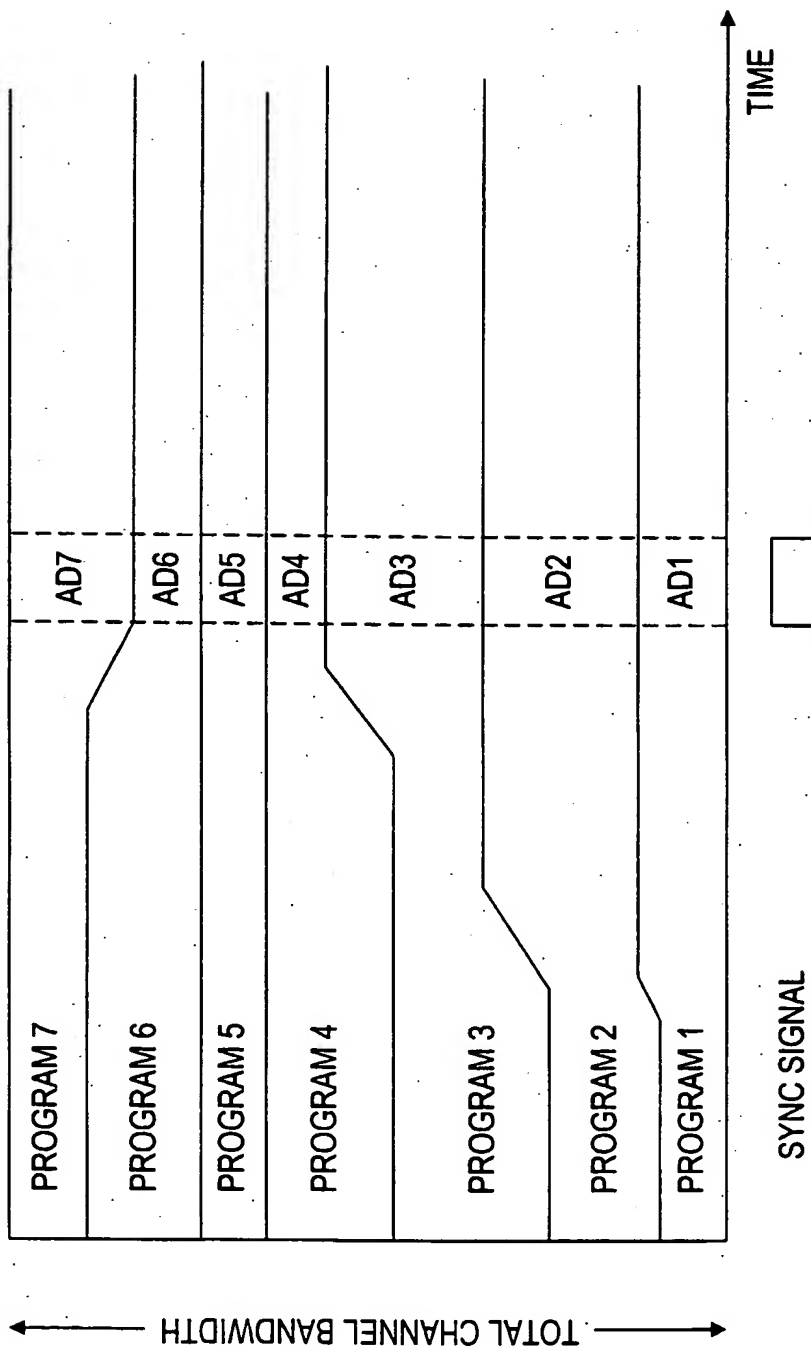 TOTAL CHANNEL BANDWIDTH
PROGRAM 7
PROGRAM 6
PROGRAM 5
PROGRAM 4
PROGRAM 3
PROGRAM 2
PROGRAM 1
AD7
AD6
AD5
AD4
AD3
AD2
AD1
TIME
SYNC SIGNAL